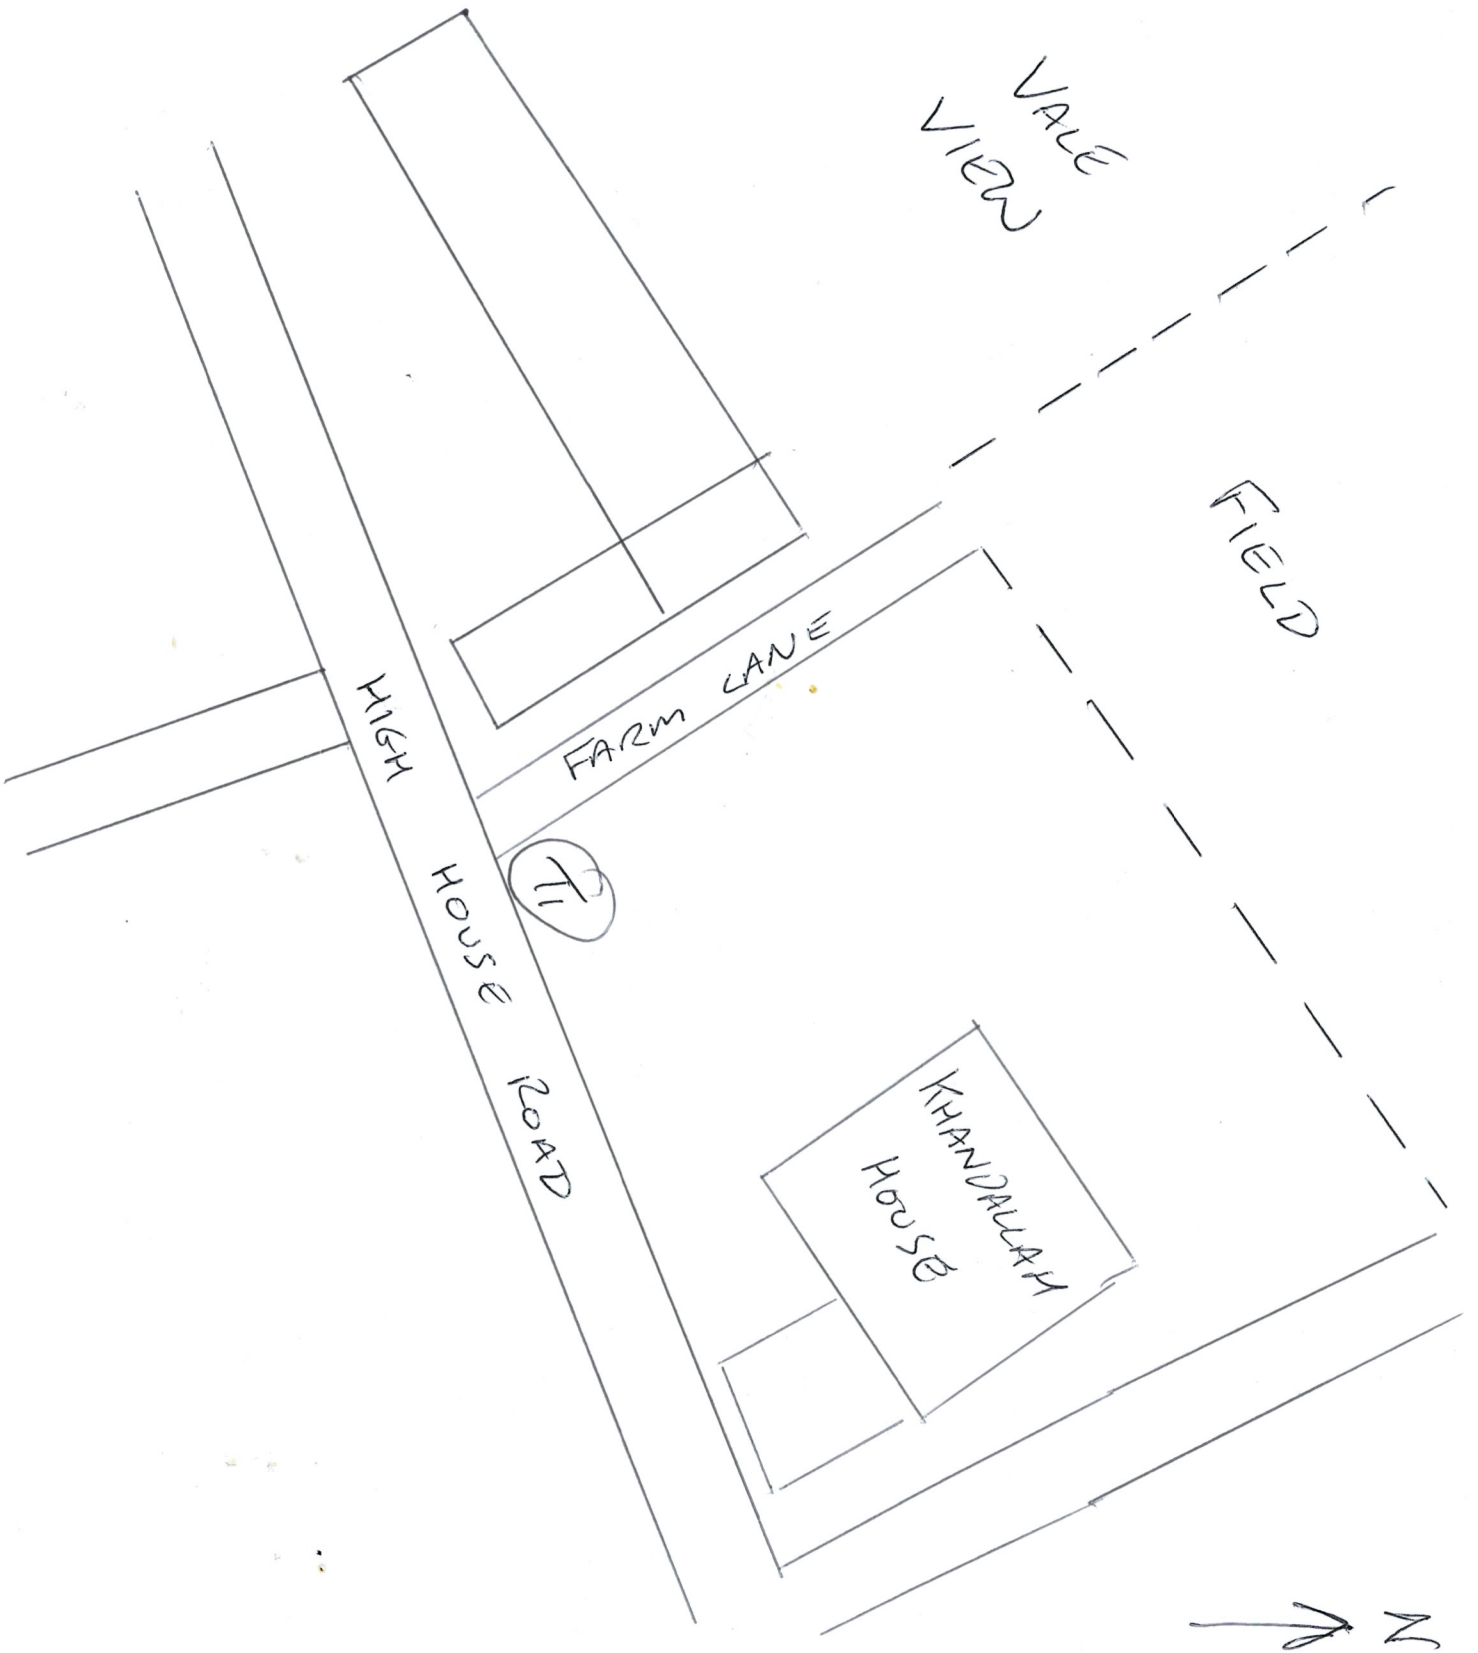 VALE
VIEW
FIELD
FARM LANE
HIGH HOUSE ROAD
T1
KHANDALLAH
HOUSE
N